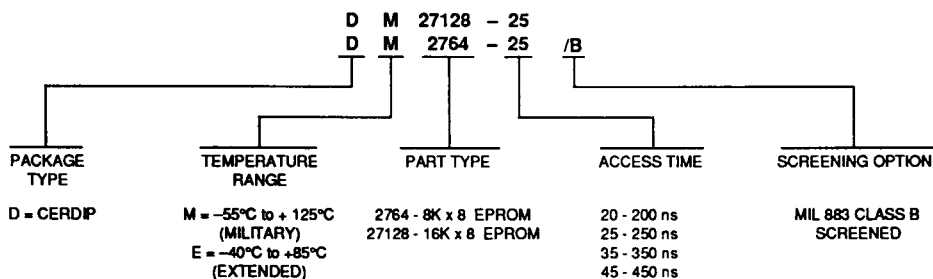 D M 27128 - 25
D M 2764 - 25 /B
PACKAGE TYPE
TEMPERATURE RANGE
PART TYPE
ACCESS TIME
SCREENING OPTION
D = CERDIP
M = –55°C to + 125°C
(MILITARY)
E = –40°C to +85°C
(EXTENDED)
2764 - 8K x 8 EPROM
27128 - 16K x 8 EPROM
20 - 200 ns
25 - 250 ns
35 - 350 ns
45 - 450 ns
MIL 883 CLASS B
SCREENED